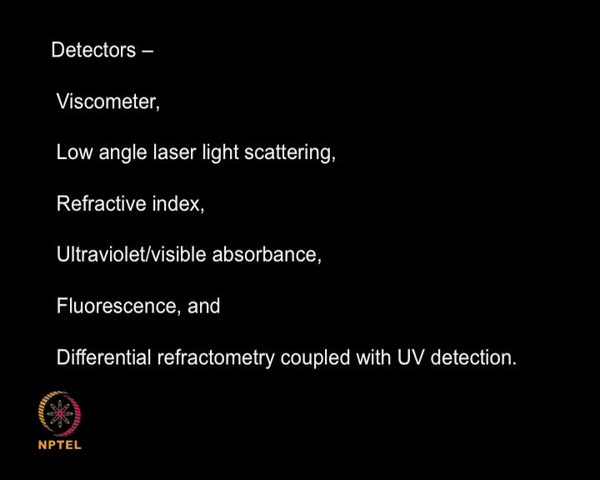 Detectors –
Viscometer,
Low angle laser light scattering,
Refractive index,
Ultraviolet/visible absorbance,
Fluorescence, and
Differential refractometry coupled with UV detection.
NPTEL